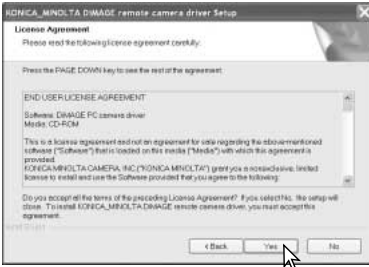 KONICA_MINOLTA DiMAGE remote camera driver Setup
License Agreement
Please read the following license agreement carefully.
Press the PAGE DOWN key to see the rest of the agreement.
END USER LICENSE AGREEMENT
Software: DiMAGE PC camera driver
Media: CD-ROM
This is a license agreement and not an agreement for sale regarding the above-mentioned
software ("Software") that is loaded on this media ("Media") with which this agreement is
provided.
KONICA MINOLTA CAMERA, INC.("KONICA MINOLTA") grant you a nonexclusive, limited
license to install and use the Software provided that you agree to the following:
Do you accept all the terms of the preceding License Agreement? If you select No, the setup will
close. To install KONICA_MINOLTA DiMAGE remote camera driver, you must accept this
agreement.
< Back Yes No